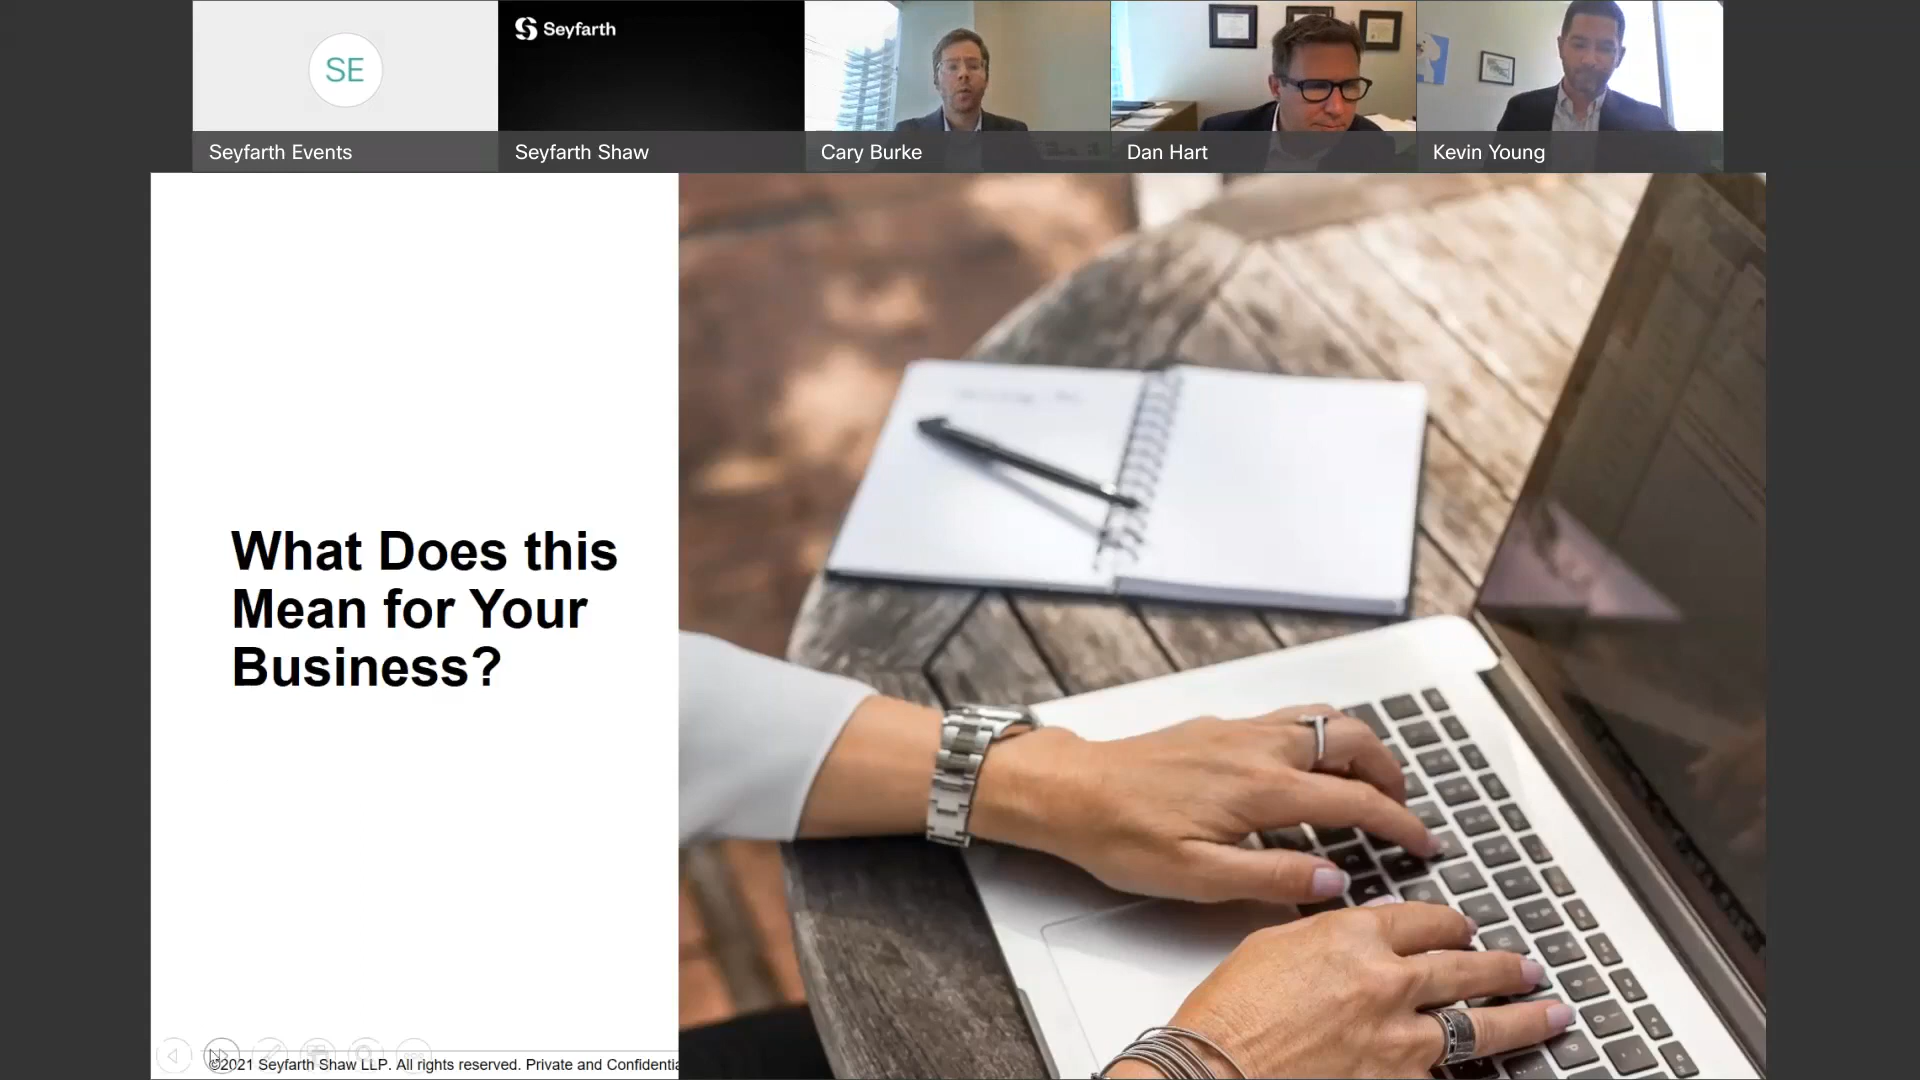 SE
Seyfarth
Seyfarth Events
Seyfarth Shaw
Cary Burke
Dan Hart
Kevin Young
What Does this
Mean for Your
Business?
©2021 Seyfarth Shaw LLP. All rights reserved. Private and Confidentia